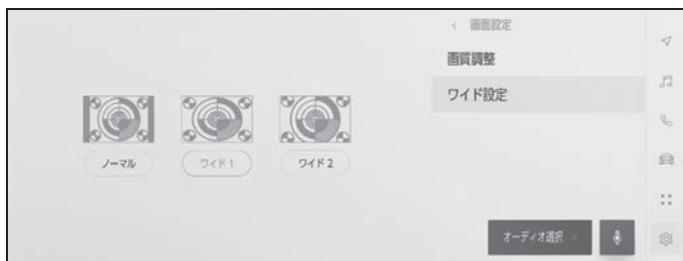 画面設定
画質調整
ワイド設定
ノーマル
ワイド1
ワイド2
オーディオ選択